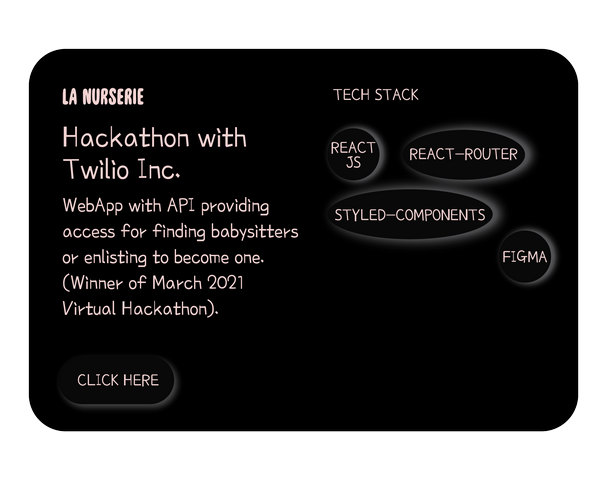 LA NURSERIE
Hackathon with
Twilio Inc.
WebApp with API providing
access for finding babysitters
or enlisting to become one.
(Winner of March 2021
Virtual Hackathon).
CLICK HERE
TECH STACK
REACT
JS
REACT-ROUTER
STYLED-COMPONENTS
FIGMA